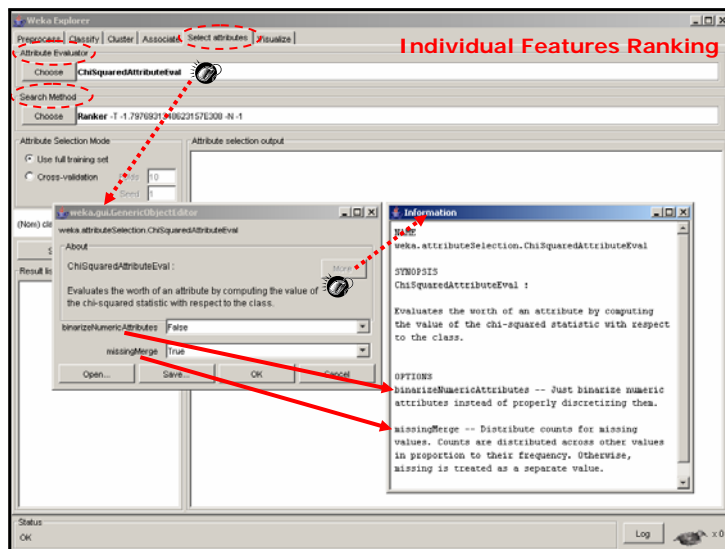 Weka Explorer
Preprocess Classify Cluster Associate Select attributes Visualize
Individual Features Ranking
Attribute Evaluator
Choose ChiSquaredAttributeEval
Search Method
Choose Ranker -T -1.7976931348623157E308 -N -1
Attribute Selection Mode
Use full training set
Cross-validation Folds 10
Seed 1
Attribute selection output
(Nom) cla
S
Result lis
weka.gui.GenericObjectEditor
weka.attributeSelection.ChiSquaredAttributeEval
About
ChiSquaredAttributeEval :
More
Evaluates the worth of an attribute by computing the value of
the chi-squared statistic with respect to the class.
binarizeNumericAttributes False
missingMerge True
Open... Save... OK Cancel
Information
NAME
weka.attributeSelection.ChiSquaredAttributeEval
SYNOPSIS
ChiSquaredAttributeEval :
Evaluates the worth of an attribute by computing
the value of the chi-squared statistic with respect
to the class.
OPTIONS
binarizeNumericAttributes -- Just binarize numeric
attributes instead of properly discretizing them.
missingMerge -- Distribute counts for missing
values. Counts are distributed across other values
in proportion to their frequency. Otherwise,
missing is treated as a separate value.
Status
OK
Log
x 0